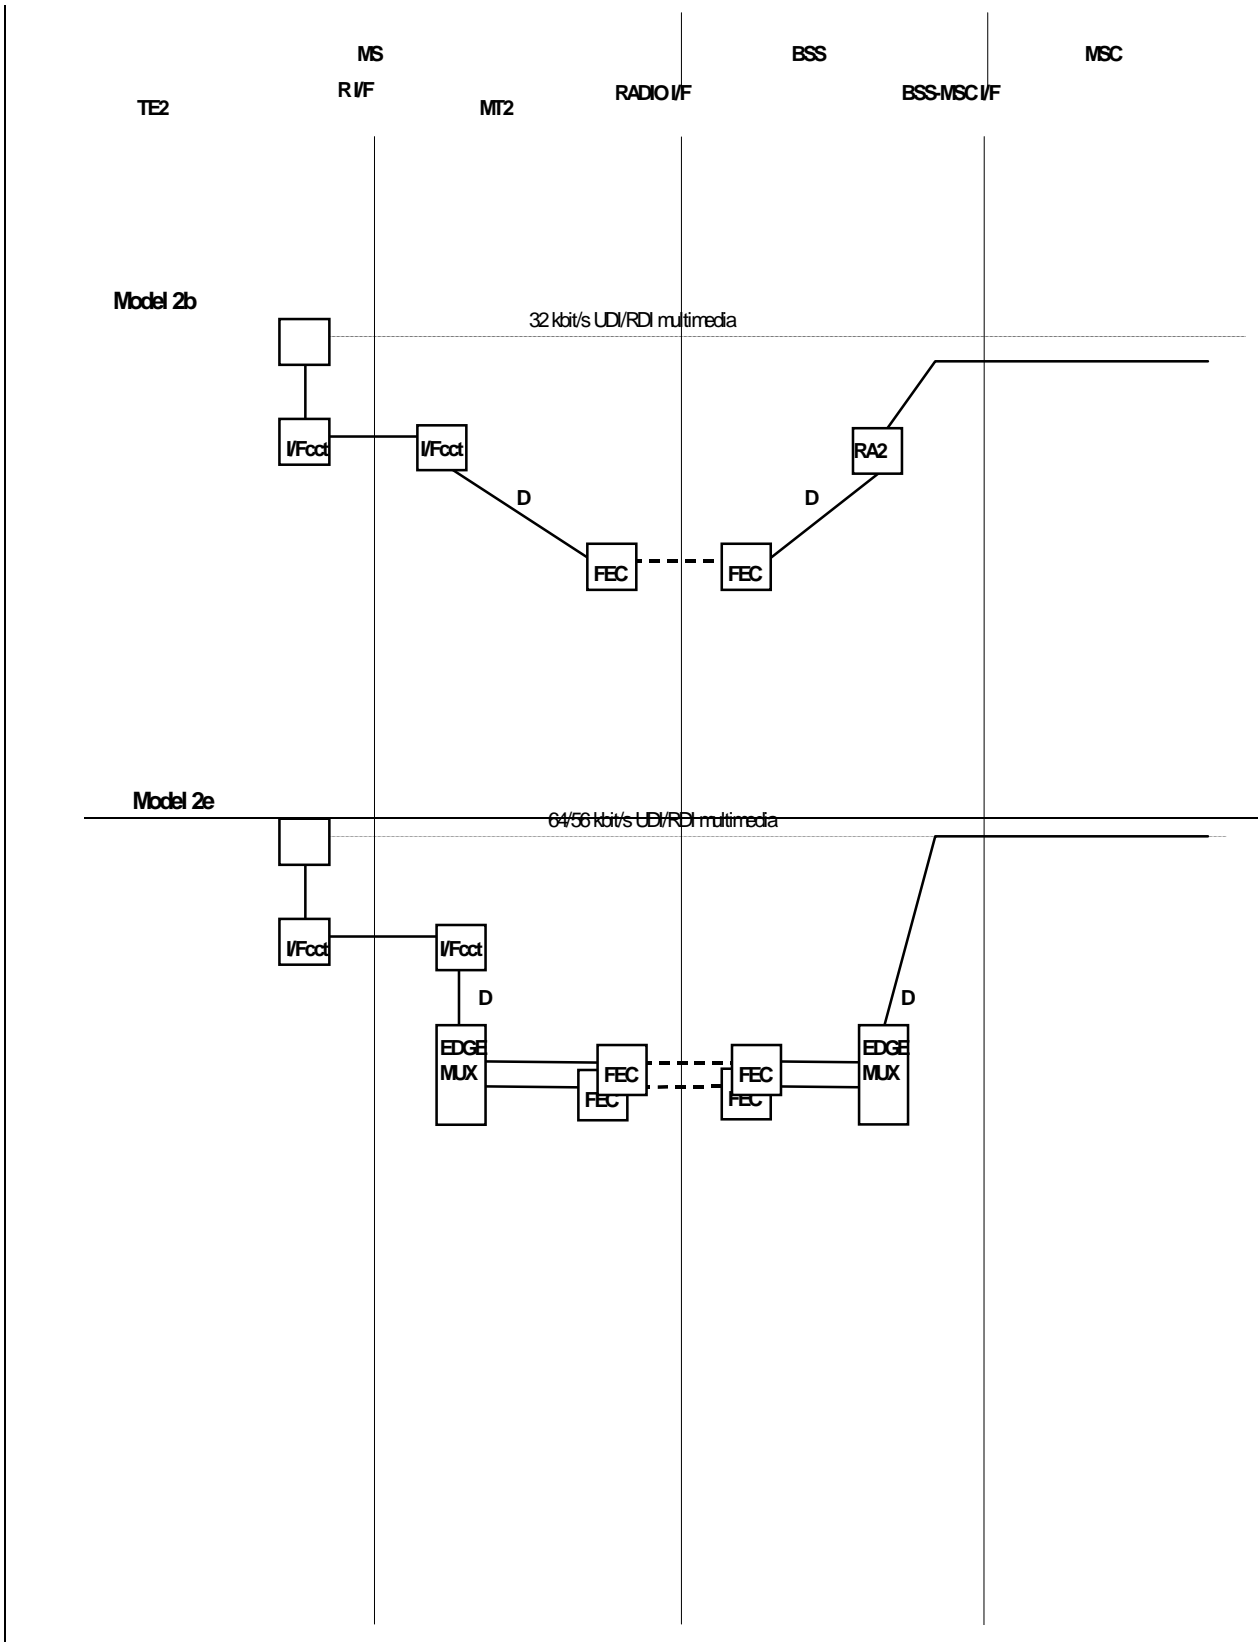 MS
BSS
MSC
R I/F
RADIO I/F
BSS-MSC I/F
TE2
MT2
Model 2b
32 kbit/s UDI/RDI multimedia
I/Fcct
I/Fcct
RA2
D
D
FEC
FEC
Model 2e
64/56 kbit/s UDI/RDI multimedia
I/Fcct
I/Fcct
D
D
EDGE
MUX
EDGE
MUX
FEC
FEC
FEC
FEC